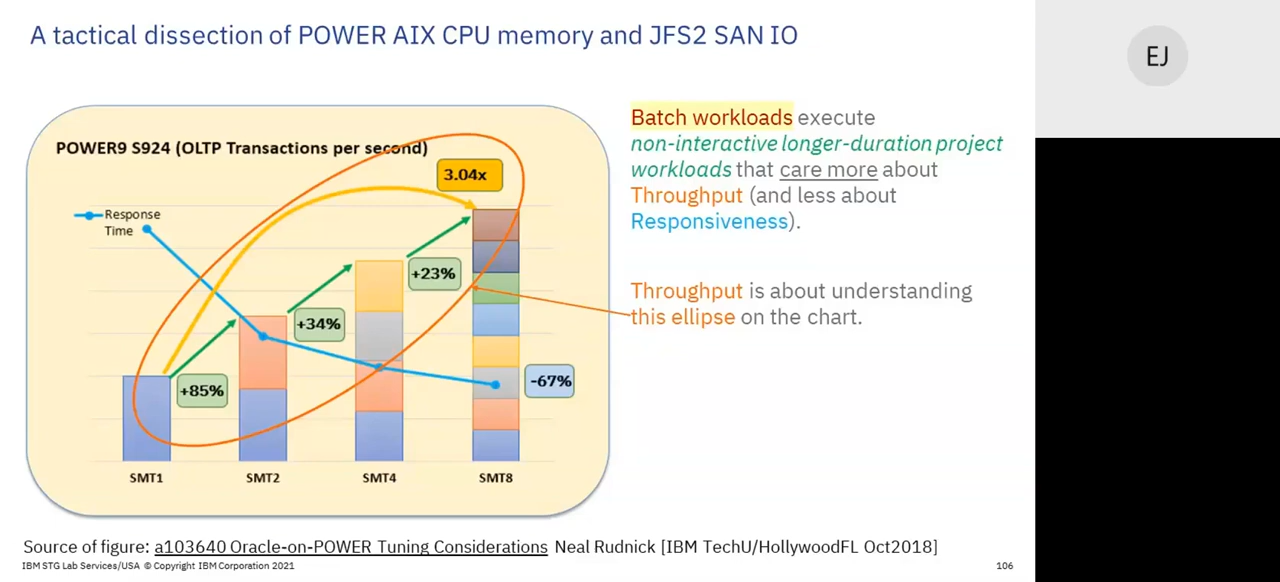 A tactical dissection of POWER AIX CPU memory and JFS2 SAN IO
EJ
POWER9 S924 (OLTP Transactions per second)
3.04x
Response
Time
+23%
+34%
+85%
-67%
SMT1
SMT2
SMT4
SMT8
Batch workloads execute
non-interactive longer-duration project
workloads that care more about
Throughput (and less about
Responsiveness).
Throughput is about understanding
this ellipse on the chart.
Source of figure: a103640 Oracle-on-POWER Tuning Considerations Neal Rudnick [IBM TechU/HollywoodFL Oct2018]
IBM STG Lab Services/USA © Copyright IBM Corporation 2021
106